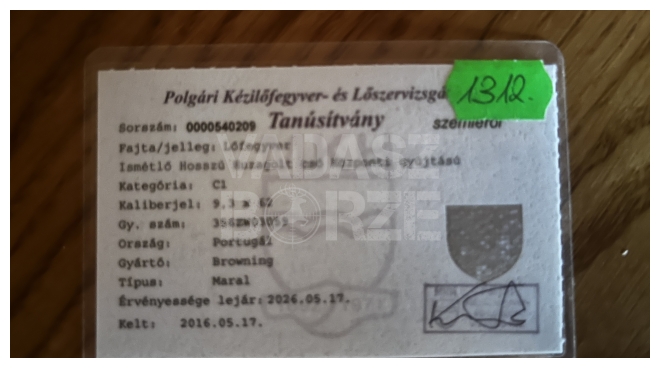 Polgári Kézilőfegyver- és Lőszervizsgá
1312.
Sorszám: 0000540209 Tanúsítvány szemléről
Fajta/jelleg: Lőfegyver
Ismétlő Hosszú Huzagolt cső Központi gyújtású
Kategória: C1
Kaliberjel: 9,3 x 62
Gy. szám:
Ország: Portugál
Gyártó: Browning
Típus: Maral
Érvényessége lejár: 2026.05.17.
Kelt: 2016.05.17.
VADÁSZ
BÖRZE